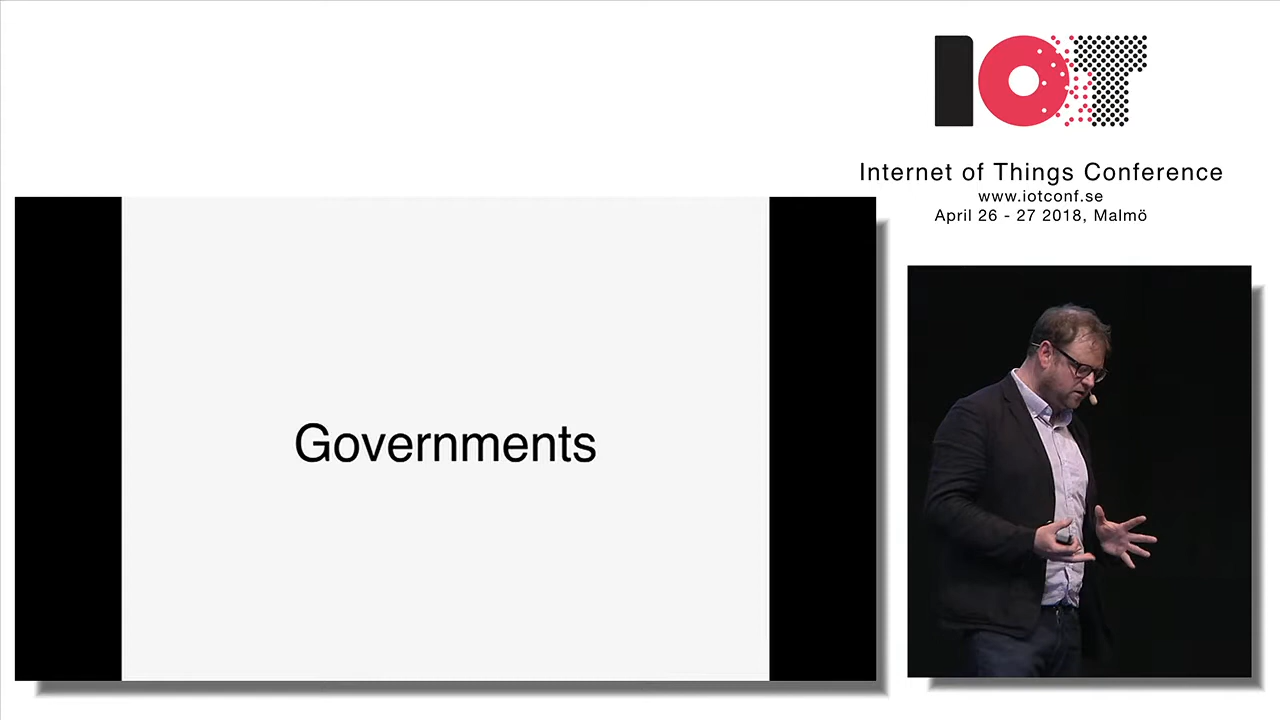 IOT
Internet of Things Conference
www.iotconf.se
April 26 - 27 2018, Malmö
Governments